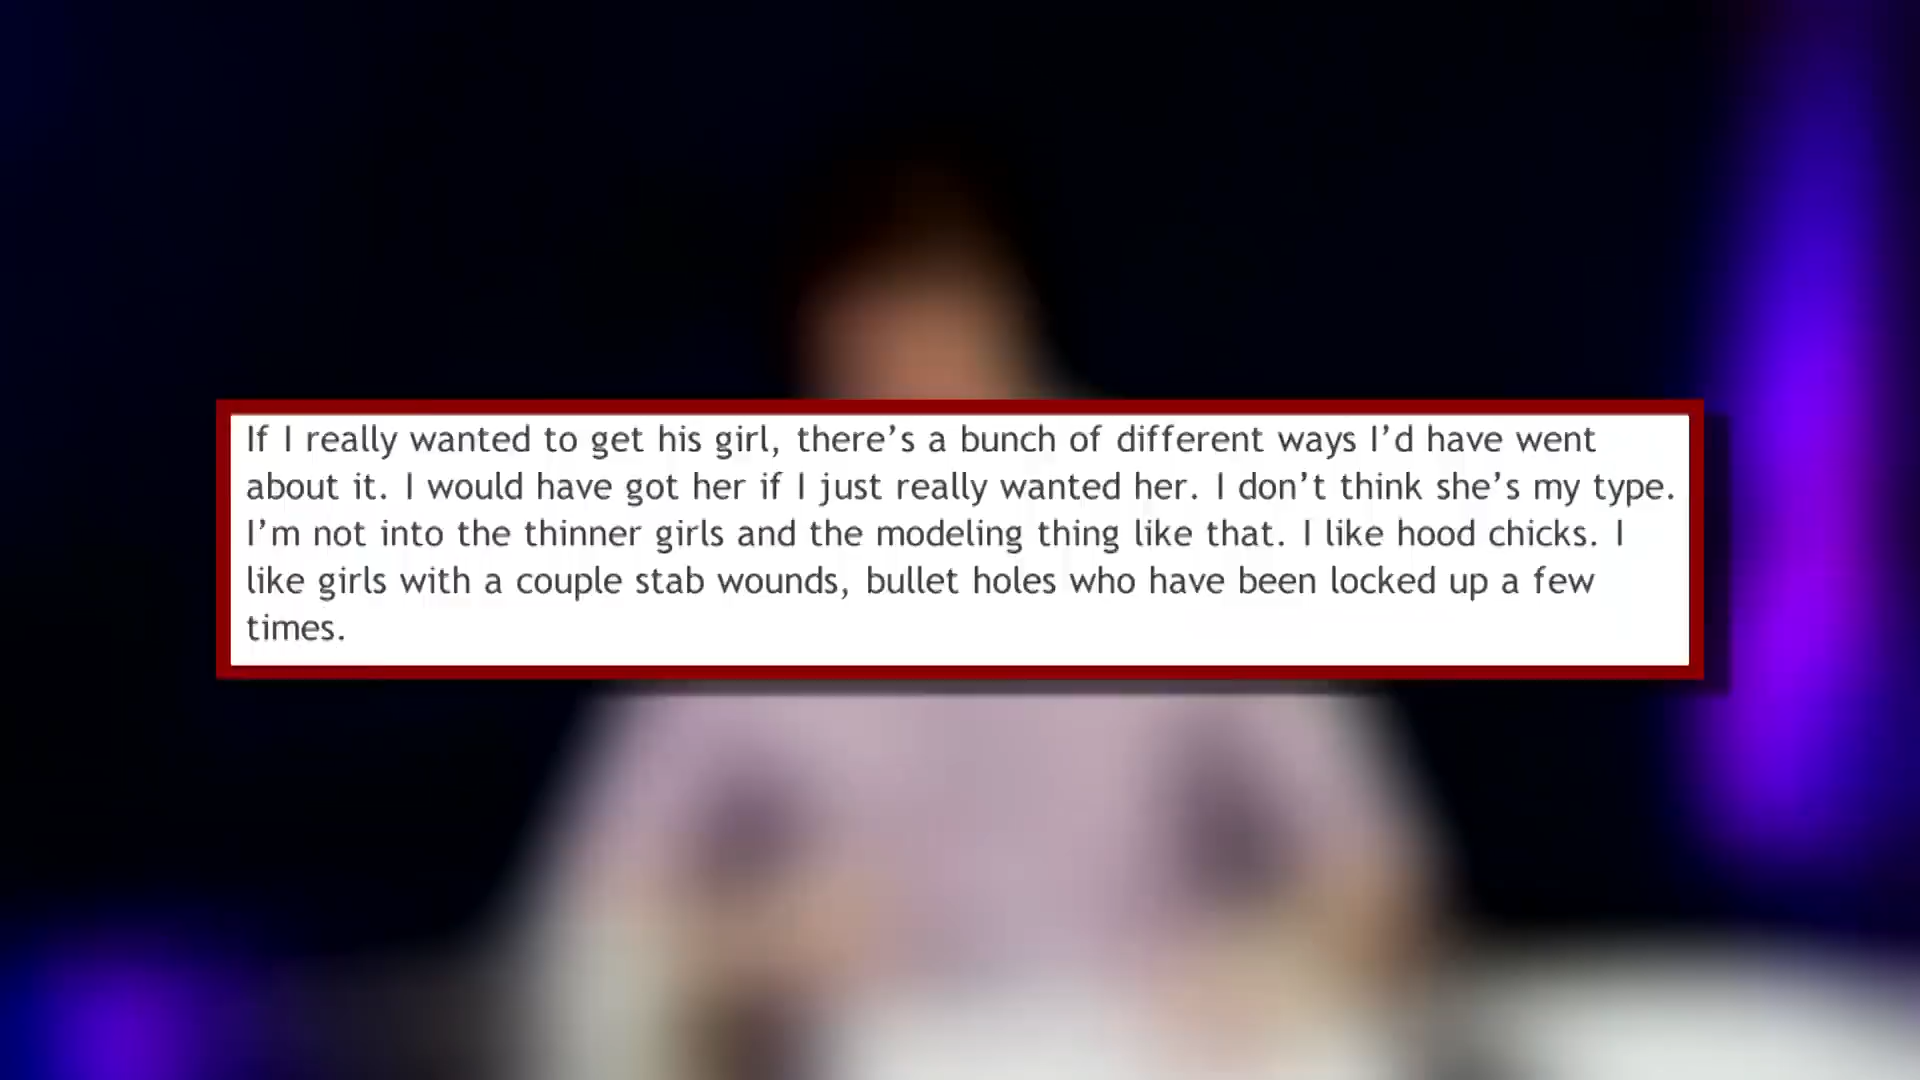 If I really wanted to get his girl, there’s a bunch of different ways I’d have went
about it. I would have got her if I just really wanted her. I don’t think she’s my type.
I’m not into the thinner girls and the modeling thing like that. I like hood chicks. I
like girls with a couple stab wounds, bullet holes who have been locked up a few
times.